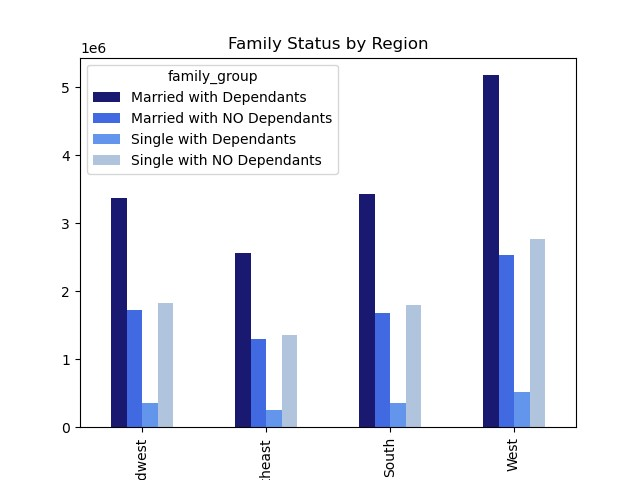 Family Status by Region
1e6
family_group
Married with Dependants
Married with NO Dependants
Single with Dependants
Single with NO Dependants
5
4
3
2
1
0
dwest
heast
South
West